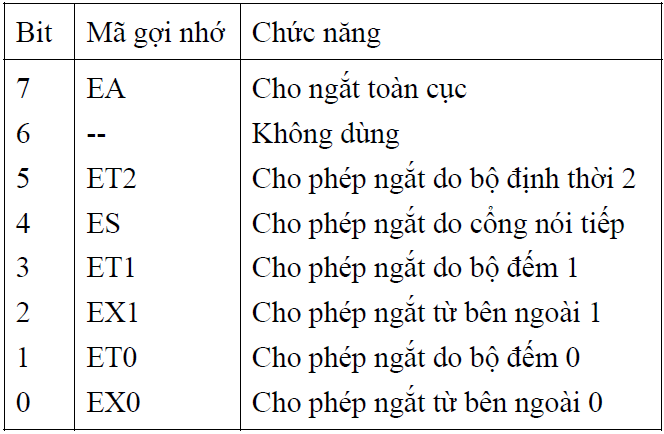 Bit Mã gợi nhớ Chức năng
7 EA Cho ngắt toàn cục
6 -- Không dùng
5 ET2 Cho phép ngắt do bộ định thời 2
4 ES Cho phép ngắt do cổng nói tiếp
3 ET1 Cho phép ngắt do bộ đếm 1
2 EX1 Cho phép ngắt từ bên ngoài 1
1 ET0 Cho phép ngắt do bộ đếm 0
0 EX0 Cho phép ngắt từ bên ngoài 0